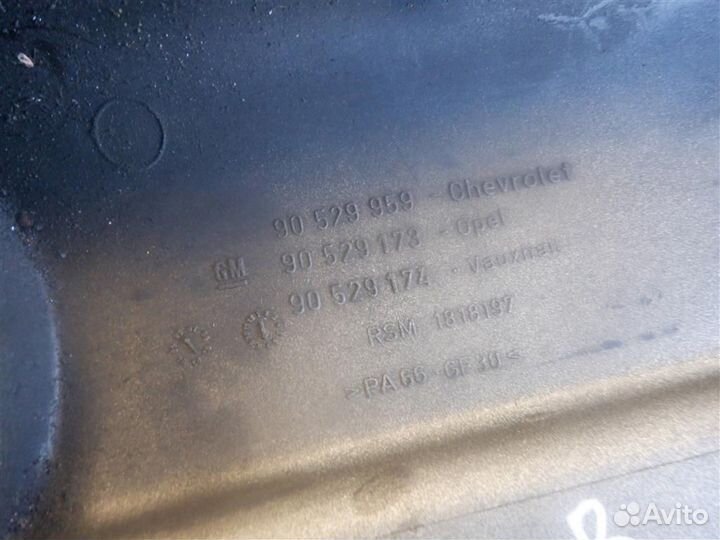 90 529 959 - Chevrolet
GM 90 529 173 - Opel
90 529 174 - Vauxhall
RSM 1818197
>PA66-GF30<
Avito